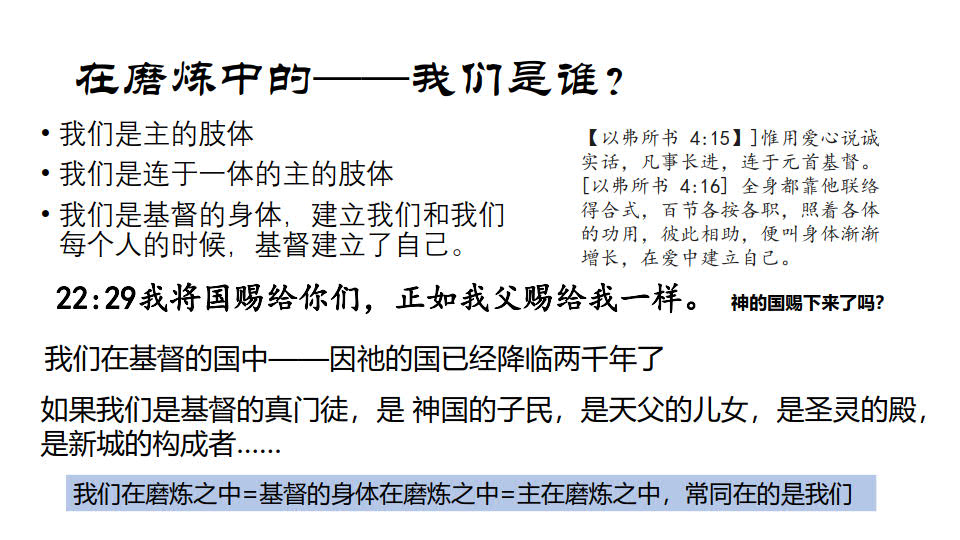 在磨炼中的——我们是谁？
• 我们是主的肢体
• 我们是连于一体的主的肢体
• 我们是基督的身体，建立我们和我们
每个人的时候，基督建立了自己。
【以弗所书 4:15】]惟用爱心说诚
实话，凡事长进，连于元首基督。
[以弗所书 4:16] 全身都靠他联络
得合式，百节各按各职，照着各体
的功用，彼此相助，便叫身体渐渐
增长，在爱中建立自己。
22:29我将国赐给你们，正如我父赐给我一样。 神的国赐下来了吗？
我们在基督的国中——因祂的国已经降临两千年了
如果我们是基督的真门徒，是 神国的子民，是天父的儿女，是圣灵的殿，
是新城的构成者......
我们在磨炼之中=基督的身体在磨炼之中=主在磨炼之中，常同在的是我们